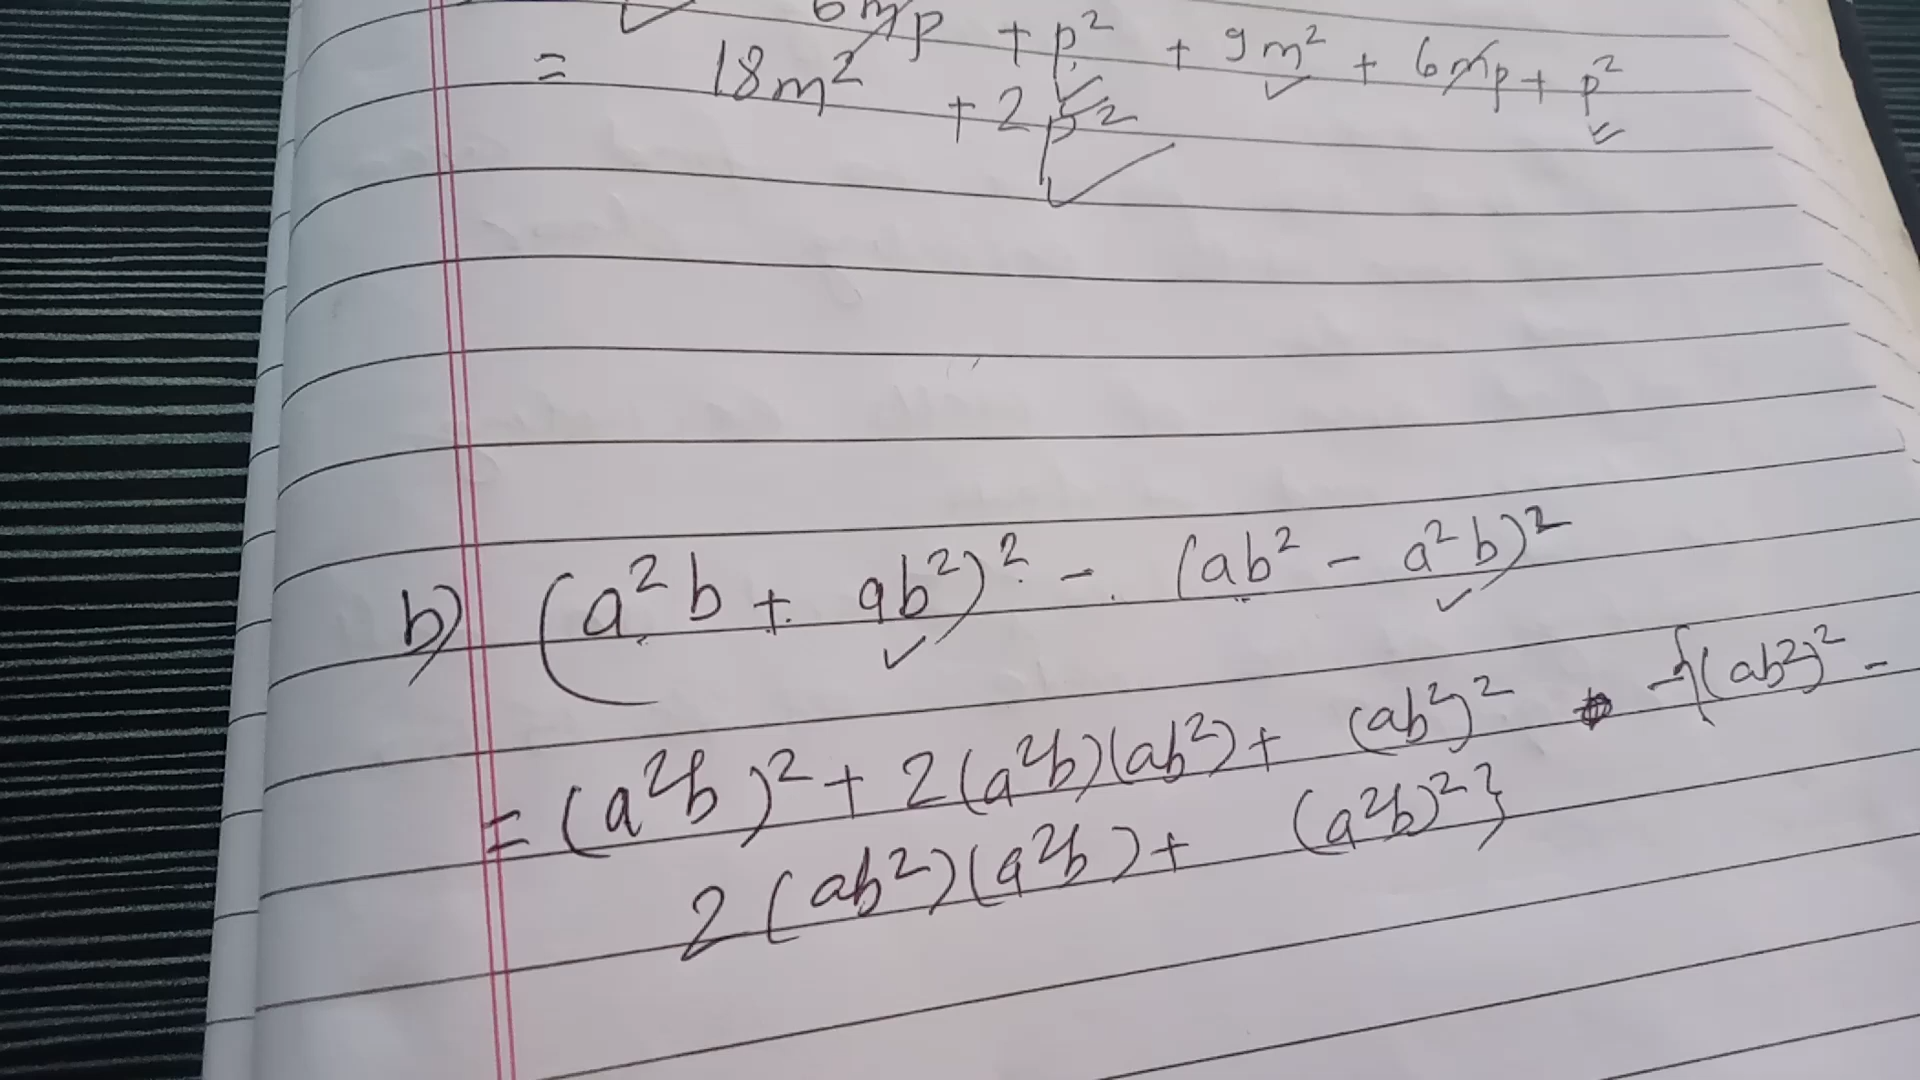 6mp + p² + 9m² + 6mp + p²
= 18m² + 2p²
b) (a²b + ab²)² - (ab² - a²b)²
= (a²b)² + 2(a²b)(ab²) + (ab²)² - {(ab²)² -
2(ab²)(a²b) + (a²b)²}